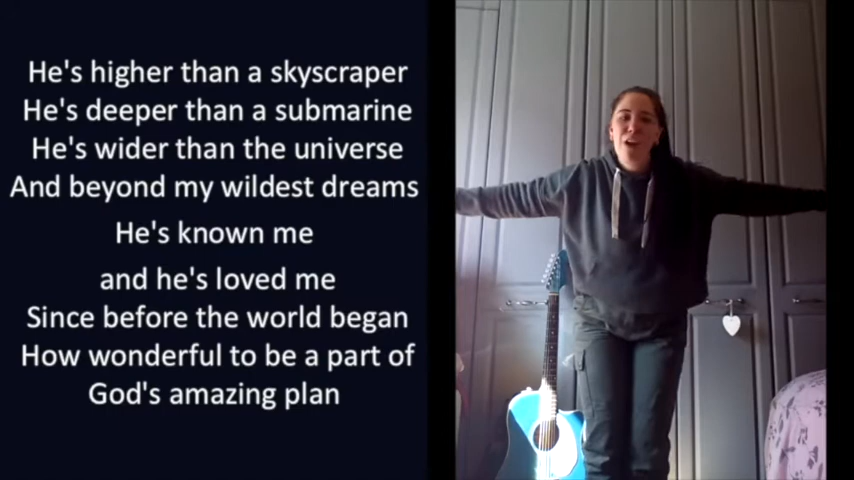 He's higher than a skyscraper
He's deeper than a submarine
He's wider than the universe
And beyond my wildest dreams
He's known me
and he's loved me
Since before the world began
How wonderful to be a part of
God's amazing plan